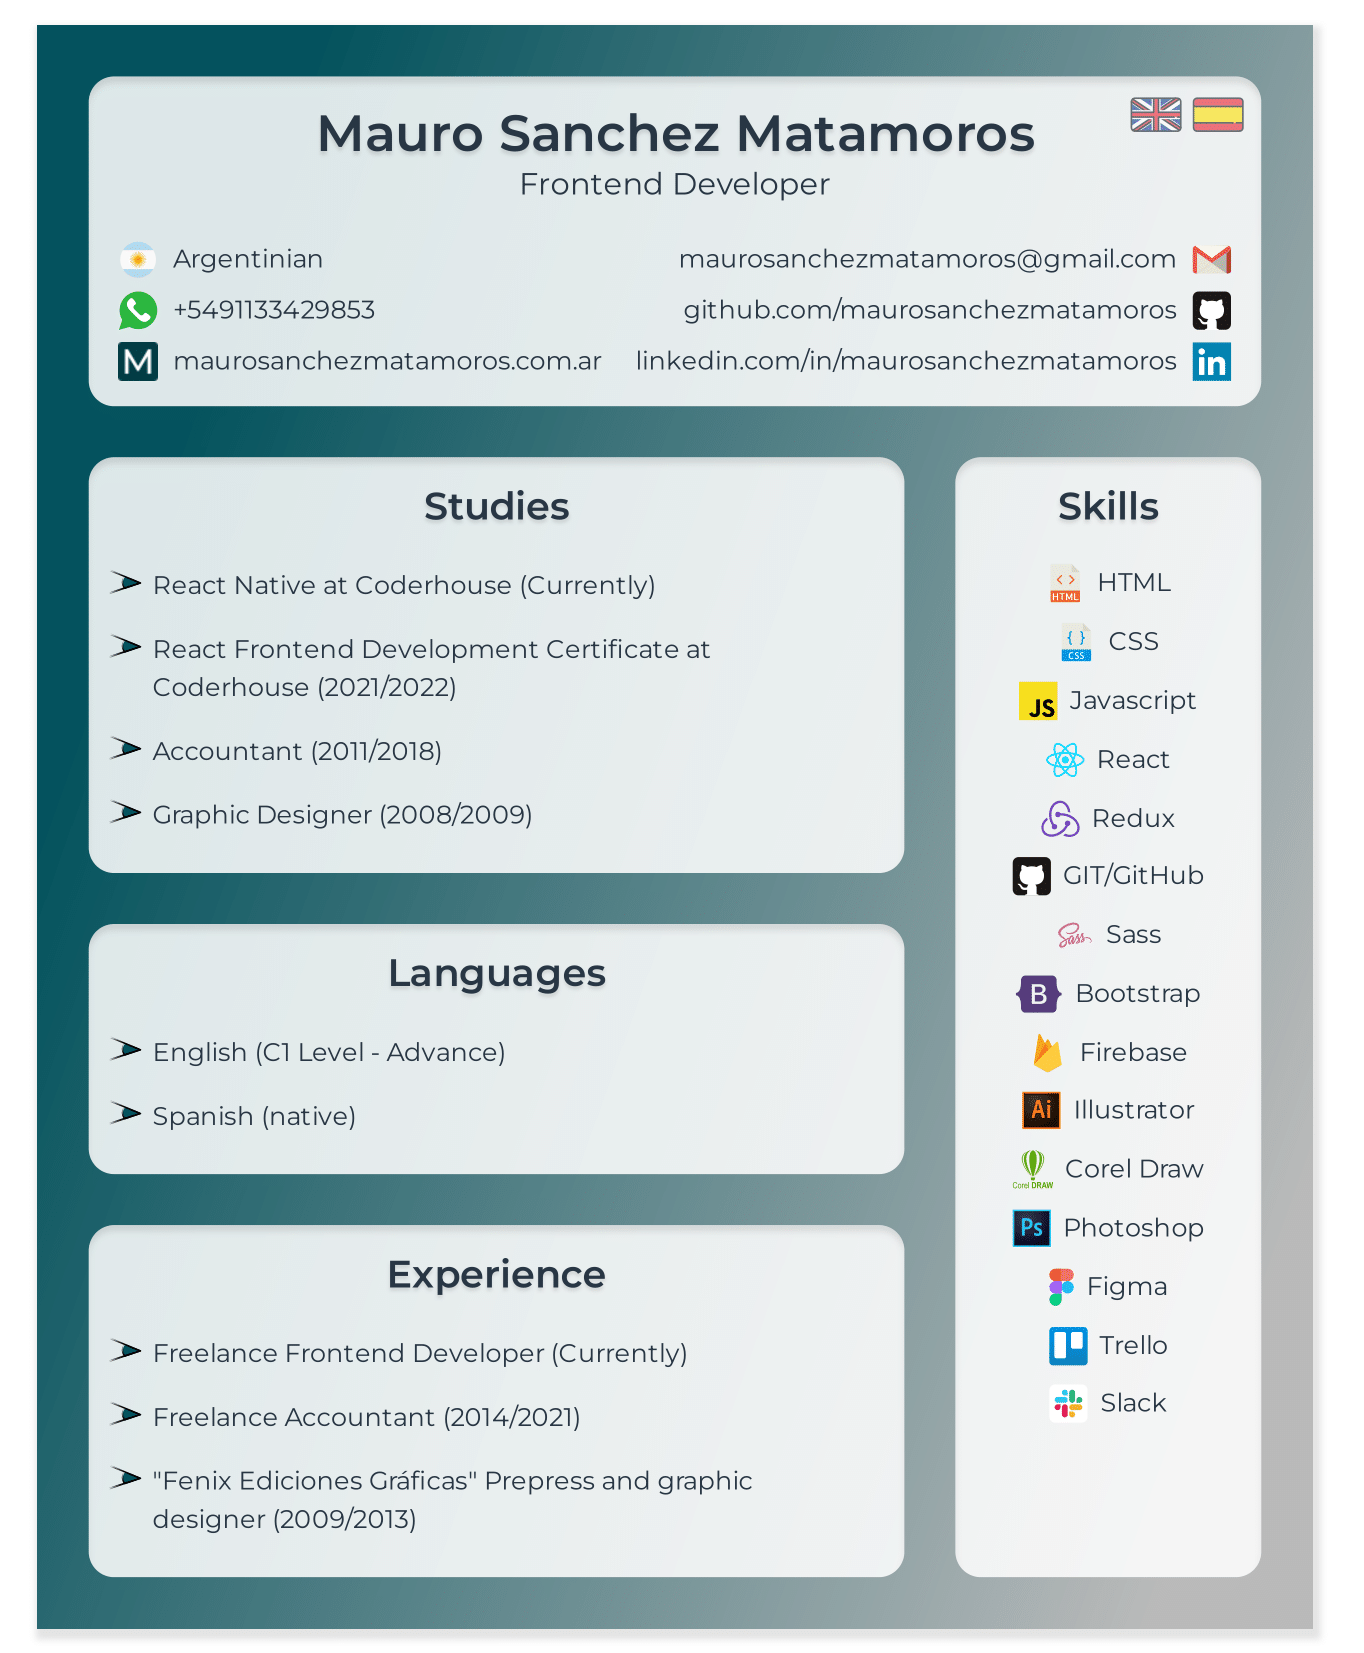 Mauro Sanchez Matamoros
Frontend Developer
Argentinian
+5491133429853
M maurosanchezmatamoros.com.ar
maurosanchezmatamoros@gmail.com
github.com/maurosanchezmatamoros
linkedin.com/in/maurosanchezmatamoros in
Studies
React Native at Coderhouse (Currently)
React Frontend Development Certificate at
Coderhouse (2021/2022)
Accountant (2011/2018)
Graphic Designer (2008/2009)
Languages
English (C1 Level - Advance)
Spanish (native)
Experience
Freelance Frontend Developer (Currently)
Freelance Accountant (2014/2021)
"Fenix Ediciones Gráficas" Prepress and graphic
designer (2009/2013)
Skills
<> HTML HTML
{ } CSS CSS
JS Javascript
React
Redux
GIT/GitHub
Sass Sass
B Bootstrap
Firebase
Ai Illustrator
Corel DRAW Corel Draw
Ps Photoshop
Figma
Trello
Slack